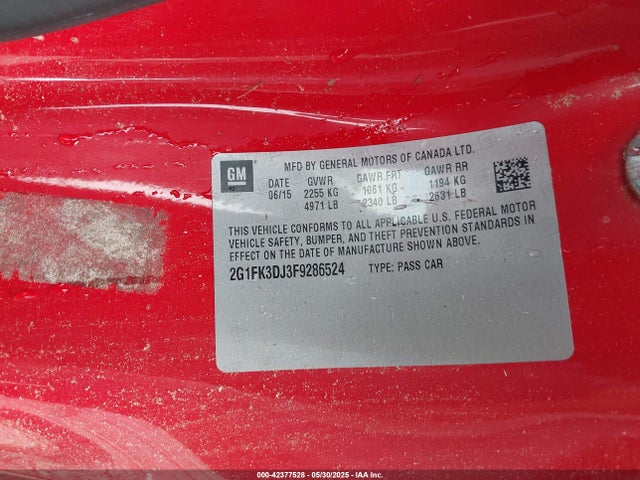 GM
MFD BY GENERAL MOTORS OF CANADA LTD.
DATE GVWR GAWR FRT GAWR RR
06/15 2255 KG 1061 KG 1194 KG
4971 LB 2340 LB 2631 LB
THIS VEHICLE CONFORMS TO ALL APPLICABLE U.S. FEDERAL MOTOR
VEHICLE SAFETY, BUMPER, AND THEFT PREVENTION STANDARDS IN
EFFECT ON THE DATE OF MANUFACTURE SHOWN ABOVE.
2G1FK3DJ3F9286524 TYPE: PASS CAR
000-42377528 - 05/30/2025 - IAA Inc.